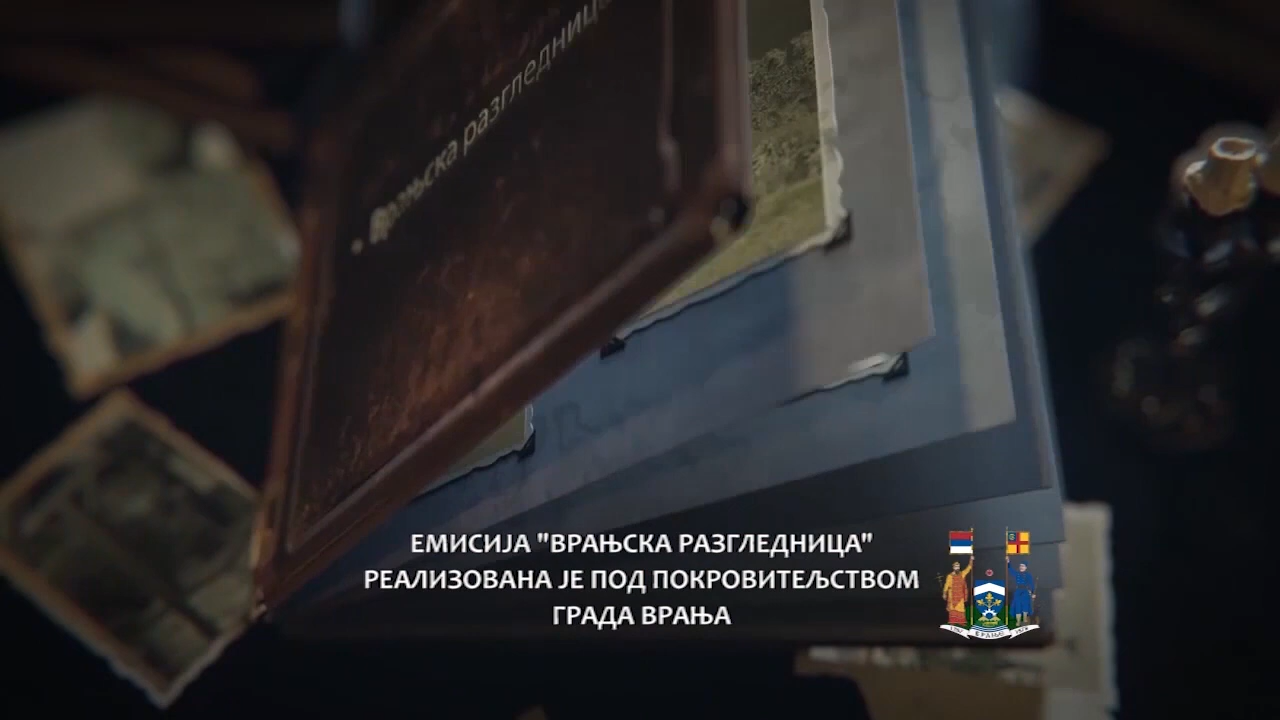 Врањска разгледница
ЕМИСИЈА "ВРАЊСКА РАЗГЛЕДНИЦА"
РЕАЛИЗОВАНА ЈЕ ПОД ПОКРОВИТЕЉСТВОМ
ГРАДА ВРАЊА